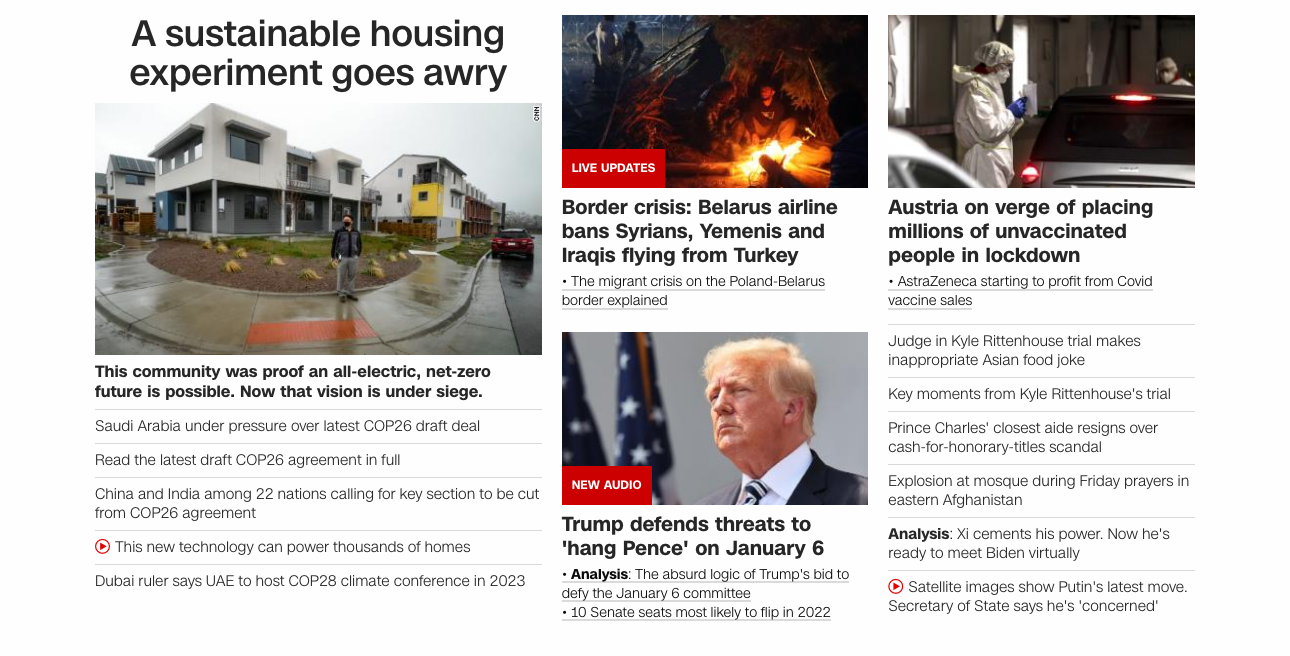 A sustainable housing
experiment goes awry
CNN
This community was proof an all-electric, net-zero
future is possible. Now that vision is under siege.
Saudi Arabia under pressure over latest COP26 draft deal
Read the latest draft COP26 agreement in full
China and India among 22 nations calling for key section to be cut
from COP26 agreement
This new technology can power thousands of homes
Dubai ruler says UAE to host COP28 climate conference in 2023
LIVE UPDATES
Border crisis: Belarus airline
bans Syrians, Yemenis and
Iraqis flying from Turkey
• The migrant crisis on the Poland-Belarus
border explained
NEW AUDIO
Trump defends threats to
'hang Pence' on January 6
• Analysis: The absurd logic of Trump's bid to
defy the January 6 committee
• 10 Senate seats most likely to flip in 2022
Austria on verge of placing
millions of unvaccinated
people in lockdown
• AstraZeneca starting to profit from Covid
vaccine sales
Judge in Kyle Rittenhouse trial makes
inappropriate Asian food joke
Key moments from Kyle Rittenhouse's trial
Prince Charles' closest aide resigns over
cash-for-honorary-titles scandal
Explosion at mosque during Friday prayers in
eastern Afghanistan
Analysis: Xi cements his power. Now he's
ready to meet Biden virtually
Satellite images show Putin's latest move.
Secretary of State says he's 'concerned'